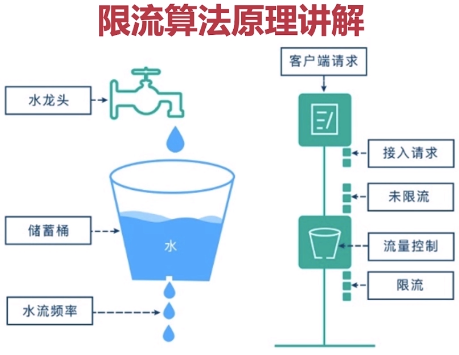 限流算法原理讲解
客户端请求
水龙头
接入请求
未限流
储蓄桶
水
流量控制
限流
水流频率